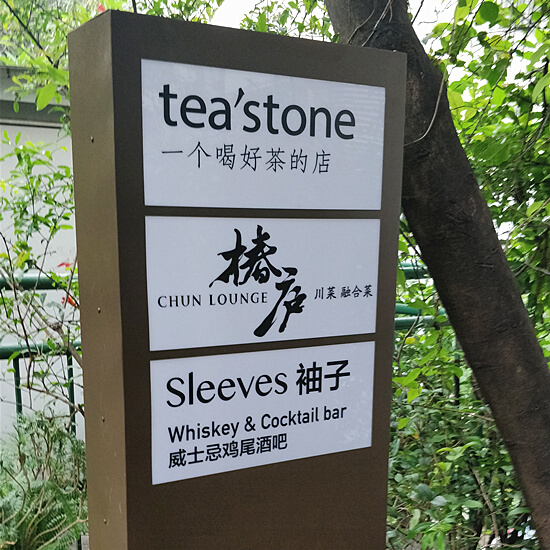 tea'stone
一个喝好茶的店
椿庐
CHUN LOUNGE
川菜 融合菜
Sleeves 袖子
Whiskey & Cocktail bar
威士忌鸡尾酒吧